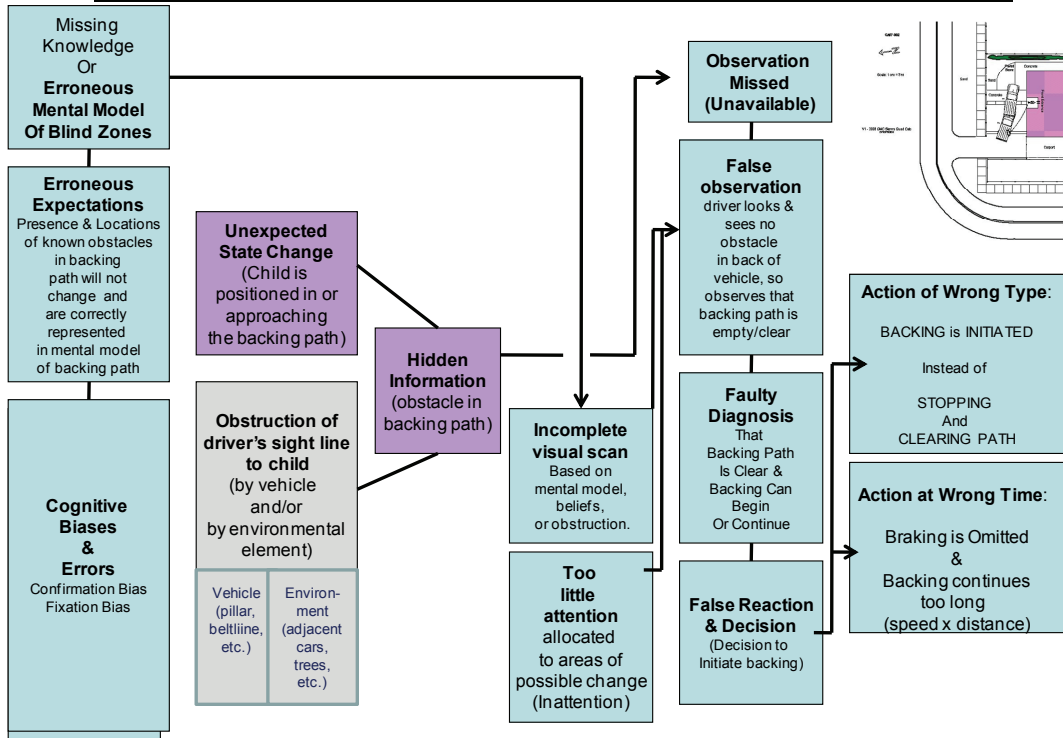 Missing
Knowledge
Or
Erroneous
Mental Model
Of Blind Zones
Erroneous
Expectations
Presence & Locations
of known obstacles
in backing
path will not
change and
are correctly
represented
in mental model
of backing path
Cognitive
Biases
&
Errors
Confirmation Bias
Fixation Bias
Unexpected
State Change
(Child is
positioned in or
approaching
the backing path)
Obstruction of
driver's sight line
to child
(by vehicle
and/or
by environmental
element)
Vehicle
(pillar,
beltliine,
etc.)
Environ-
ment
(adjacent
cars,
trees,
etc.)
Hidden
Information
(obstacle in
backing path)
Incomplete
visual scan
Based on
mental model,
beliefs,
or obstruction.
Too
little
attention
allocated
to areas of
possible change
(Inattention)
Observation
Missed
(Unavailable)
False
observation
driver looks &
sees no
obstacle
in back of
vehicle, so
observes that
backing path is
empty/clear
Faulty
Diagnosis
That
Backing Path
Is Clear &
Backing Can
Begin
Or Continue
False Reaction
& Decision
(Decision to
Initiate backing)
Action of Wrong Type:
BACKING is INITIATED
Instead of
STOPPING
And
CLEARING PATH
Action at Wrong Time:
Braking is Omitted
&
Backing continues
too long
(speed x distance)
Concrete
Carport